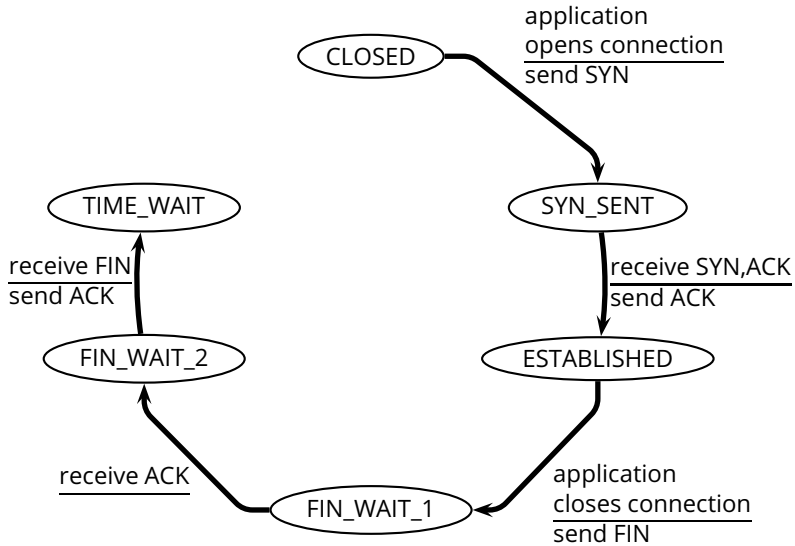 application
opens connection
send SYN
CLOSED
TIME_WAIT
SYN_SENT
receive FIN
send ACK
receive SYN,ACK
send ACK
FIN_WAIT_2
ESTABLISHED
receive ACK
application
closes connection
send FIN
FIN_WAIT_1